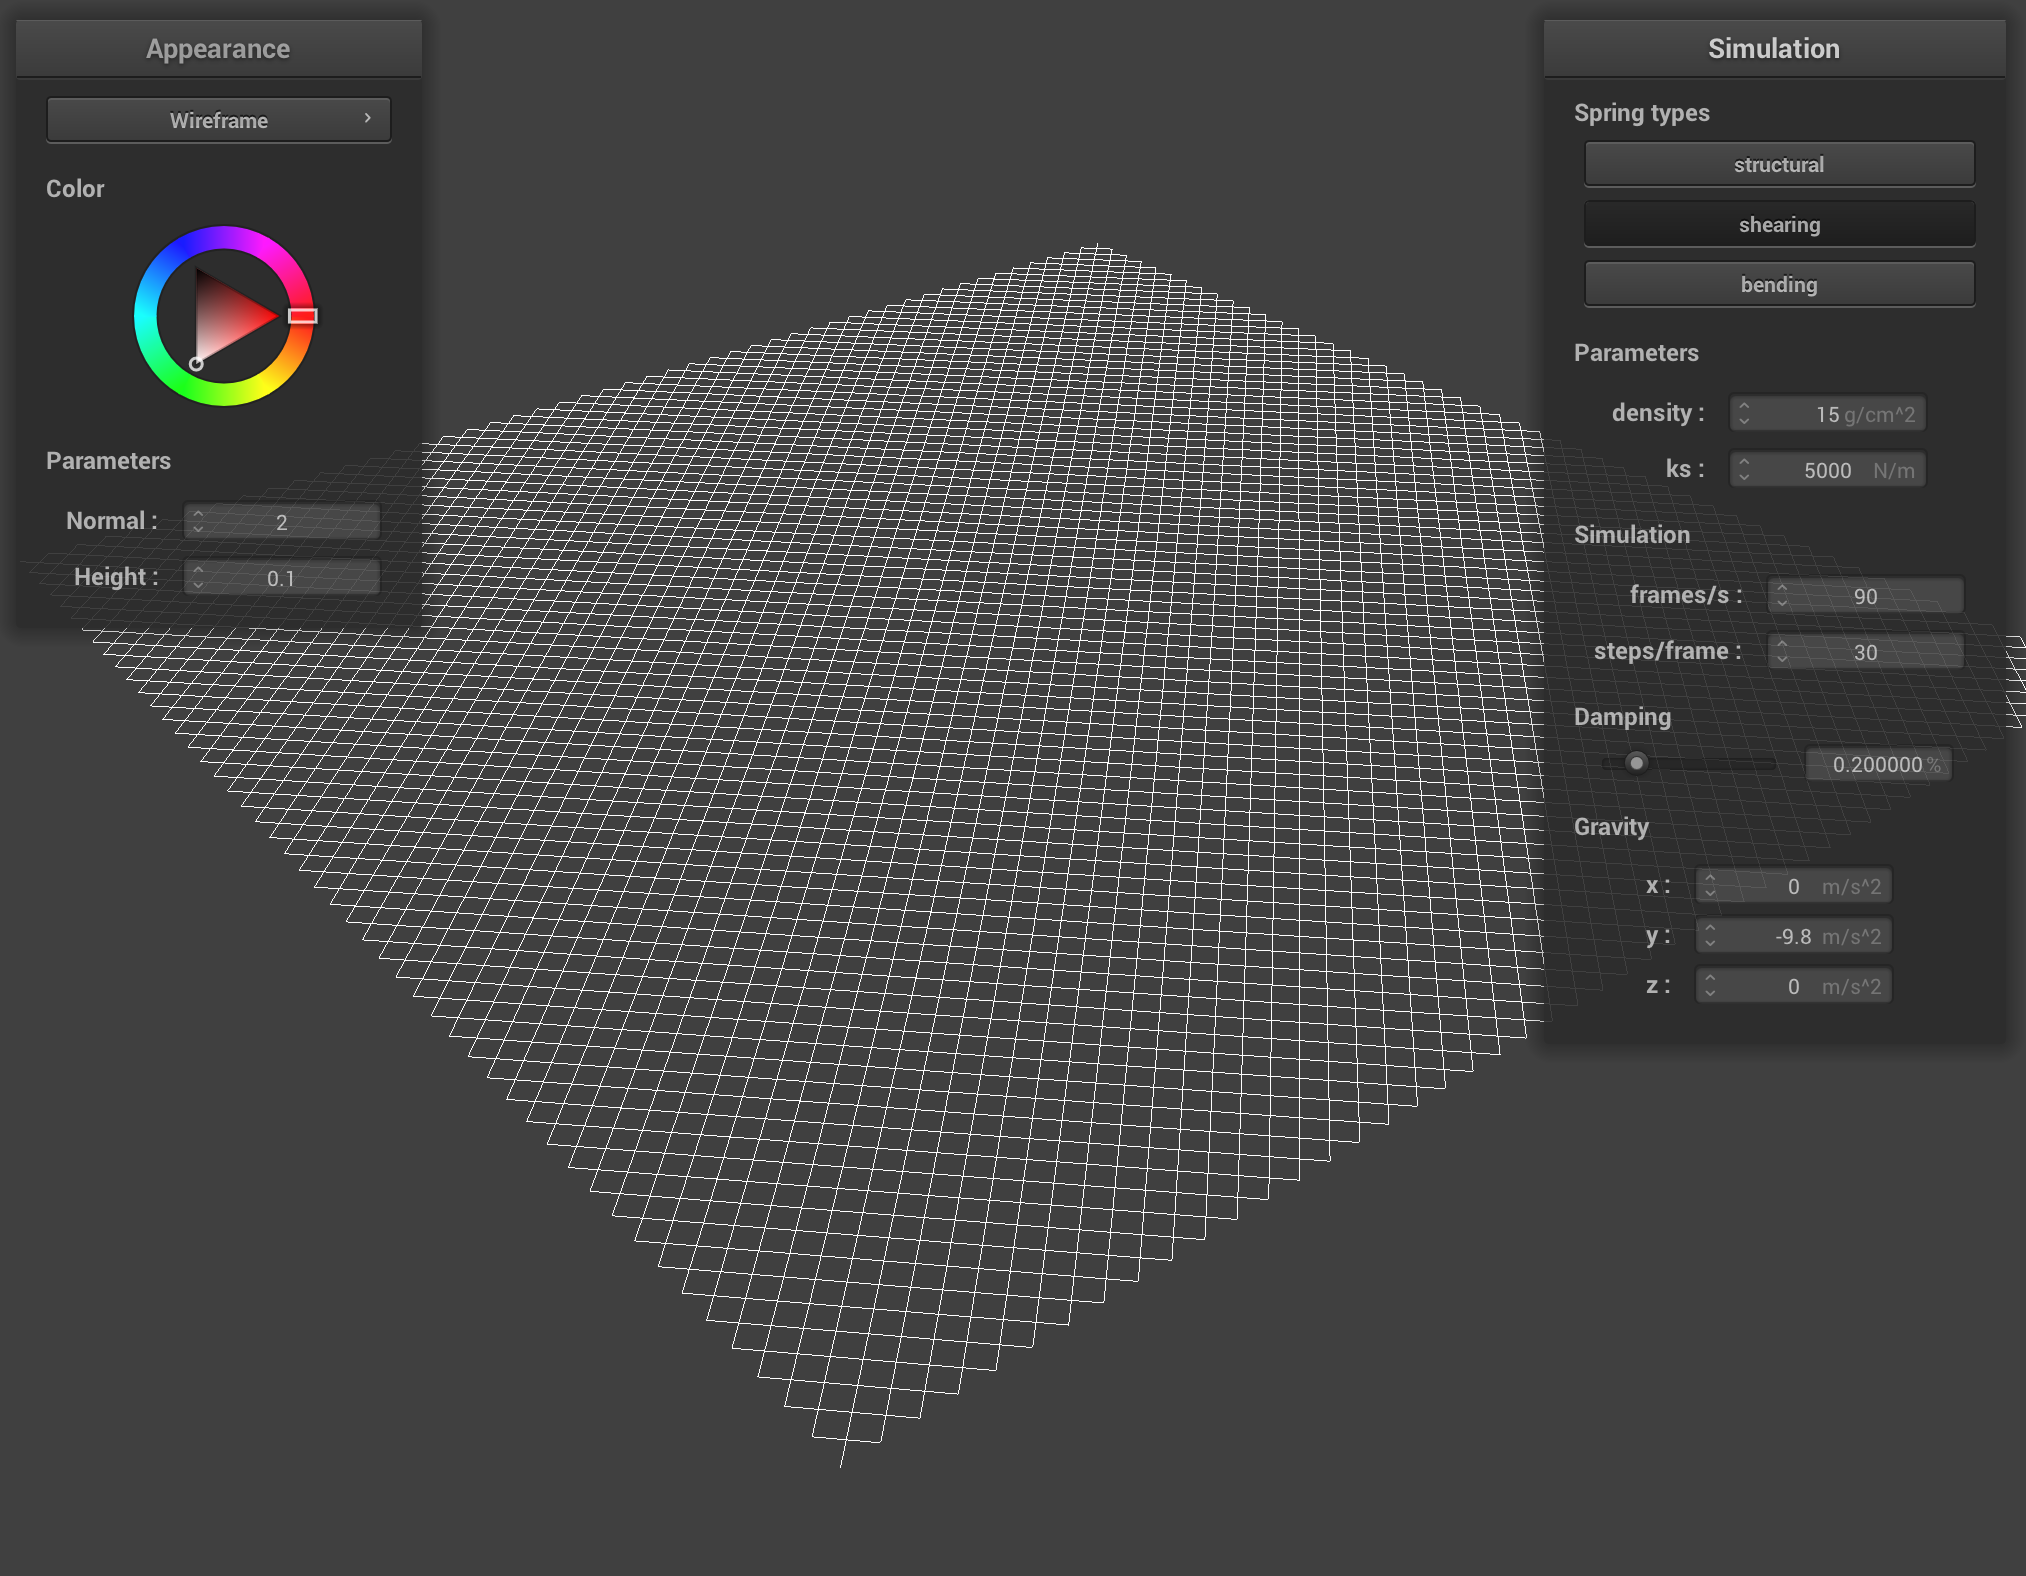 Appearance
Wireframe
Color
Parameters
Normal : 2
Height : 0.1
Simulation
Spring types
structural
shearing
bending
Parameters
density : 15 g/cm^2
ks : 5000 N/m
Simulation
frames/s : 90
steps/frame : 30
Damping
0.200000 %
Gravity
x : 0 m/s^2
y : -9.8 m/s^2
z : 0 m/s^2